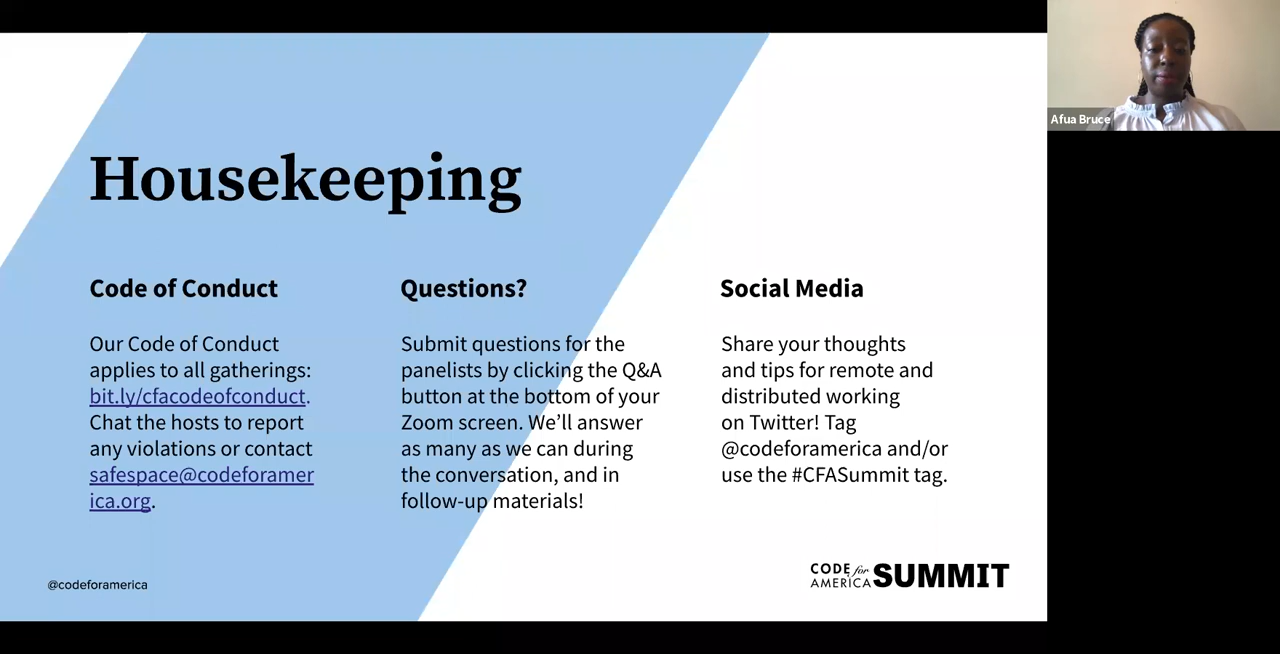 Housekeeping
Code of Conduct
Our Code of Conduct
applies to all gatherings:
bit.ly/cfacodeofconduct.
Chat the hosts to report
any violations or contact
safespace@codeforamer
ica.org.
Questions?
Submit questions for the
panelists by clicking the Q&A
button at the bottom of your
Zoom screen. We’ll answer
as many as we can during
the conversation, and in
follow-up materials!
Social Media
Share your thoughts
and tips for remote and
distributed working
on Twitter! Tag
@codeforamerica and/or
use the #CFASummit tag.
@codeforamerica
CODE for
AMERICA SUMMIT
Afua Bruce